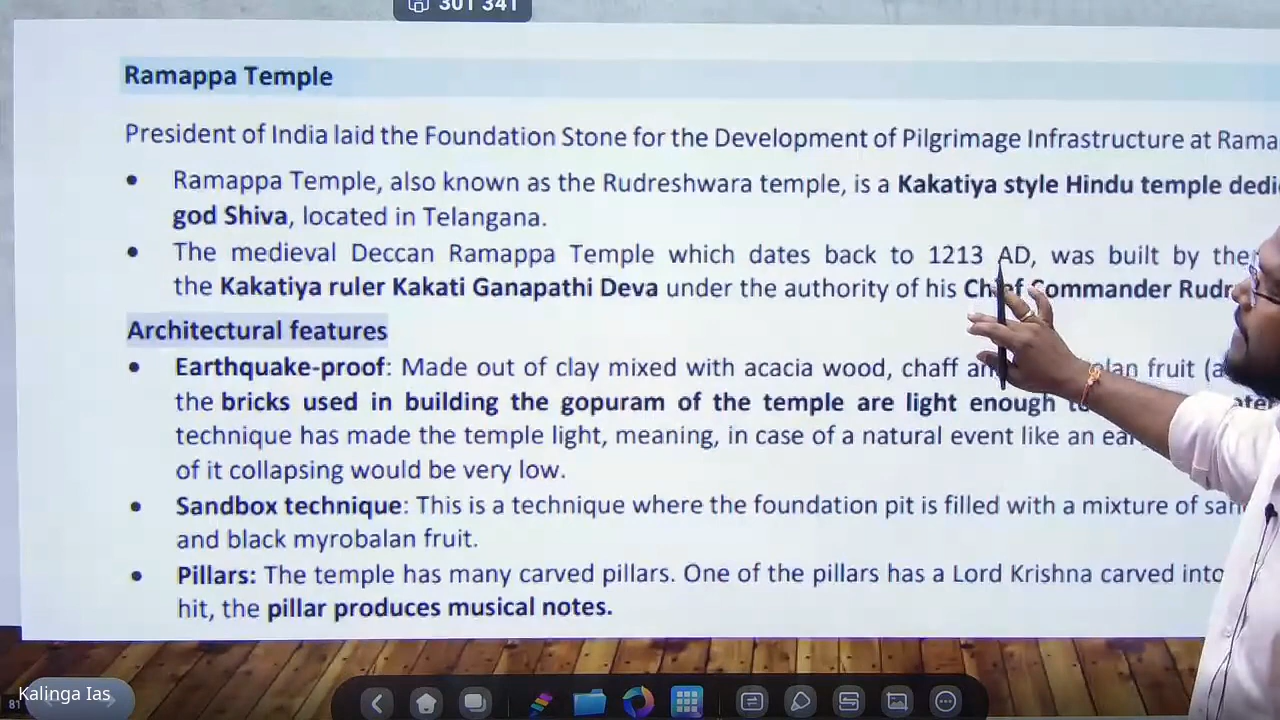 301 341
Ramappa Temple
President of India laid the Foundation Stone for the Development of Pilgrimage Infrastructure at
Ramappa Temple, also known as the Rudreshwara temple, is a Kakatiya style Hindu temple
god Shiva, located in Telangana.
The medieval Deccan Ramappa Temple which dates back to 1213 AD, was built by the
the Kakatiya ruler Kakati Ganapathi Deva under the authority of his Chief Commander
Architectural features
Earthquake-proof: Made out of clay mixed with acacia wood, chaff fruit
the bricks used in building the gopuram of the temple are light enough
technique has made the temple light, meaning, in case of a natural event like an
of it collapsing would be very low.
Sandbox technique: This is a technique where the foundation pit is filled with a mixture of
and black myrobalan fruit.
Pillars: The temple has many carved pillars. One of the pillars has a Lord Krishna carved into
hit, the pillar produces musical notes.
Kalinga Ias
81